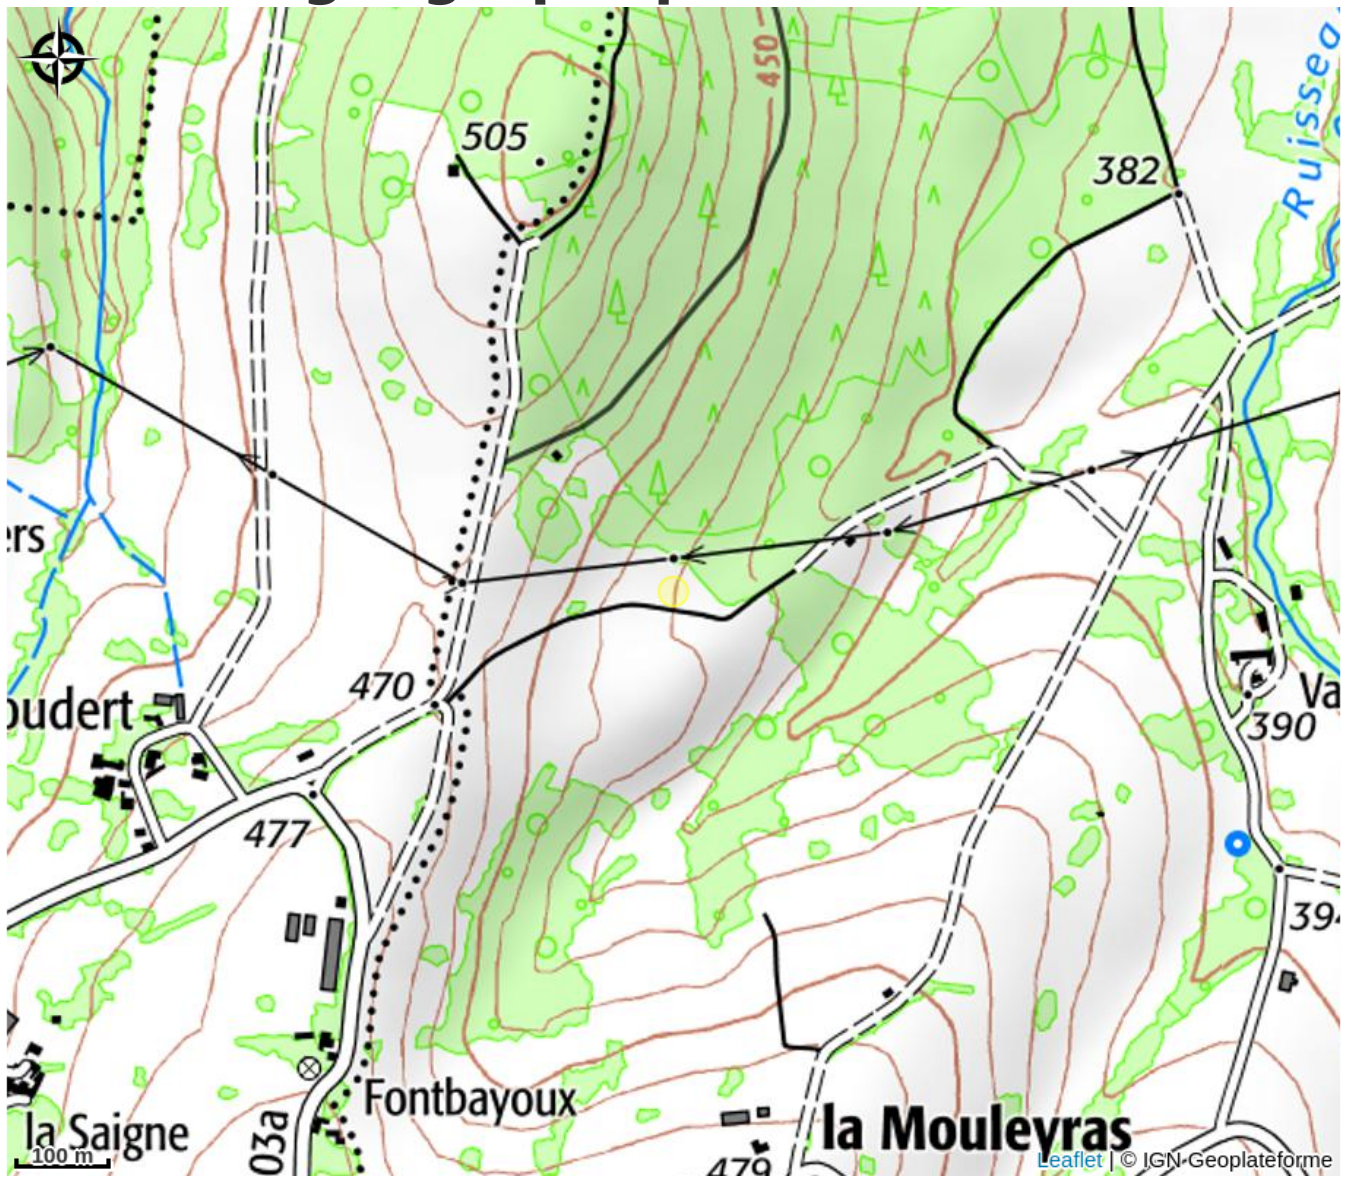 450
505
382
Ruissea
ers
470
oudert
Va
390
477
394
Fontbayoux
la Saigne
03a
la Mouleyras
479
100 m
Leaflet | © IGN-Geoplateforme